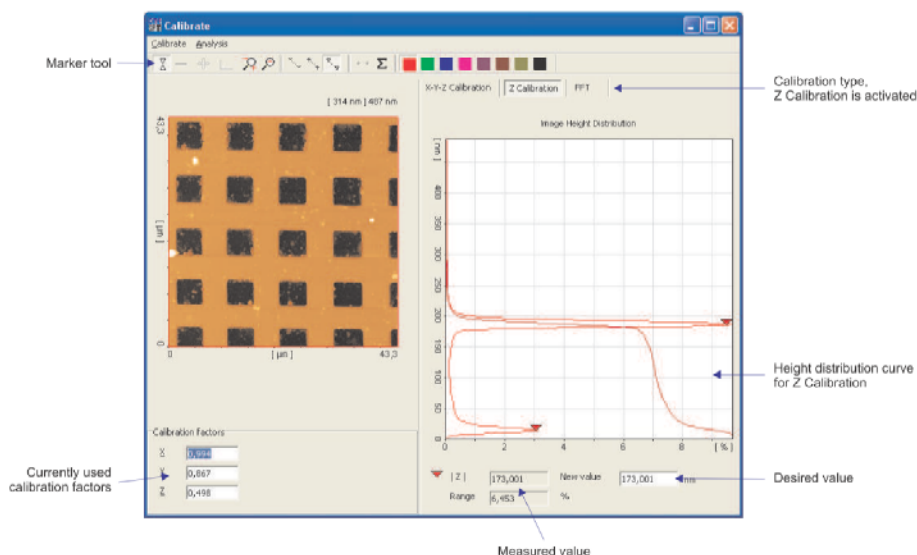 Calibrate
Calibrate Analysis
Marker tool
X-Y-Z Calibration Z Calibration FFT
Calibration type,
Z Calibration is activated
[ 314 nm ] 487 nm
Image Height Distribution
43,3
[ µm ]
0
0 [ µm ] 43,3
[ nm ]
400
350
300
250
200
150
100
50
0
0 2 4 6 8 [ % ]
Height distribution curve
for Z Calibration
Calibration factors
X 0,994
Y 0,867
Z 0,498
Currently used
calibration factors
| Z | 173,001 New value 173,001 nm
Range 6,453 %
Desired value
Measured value